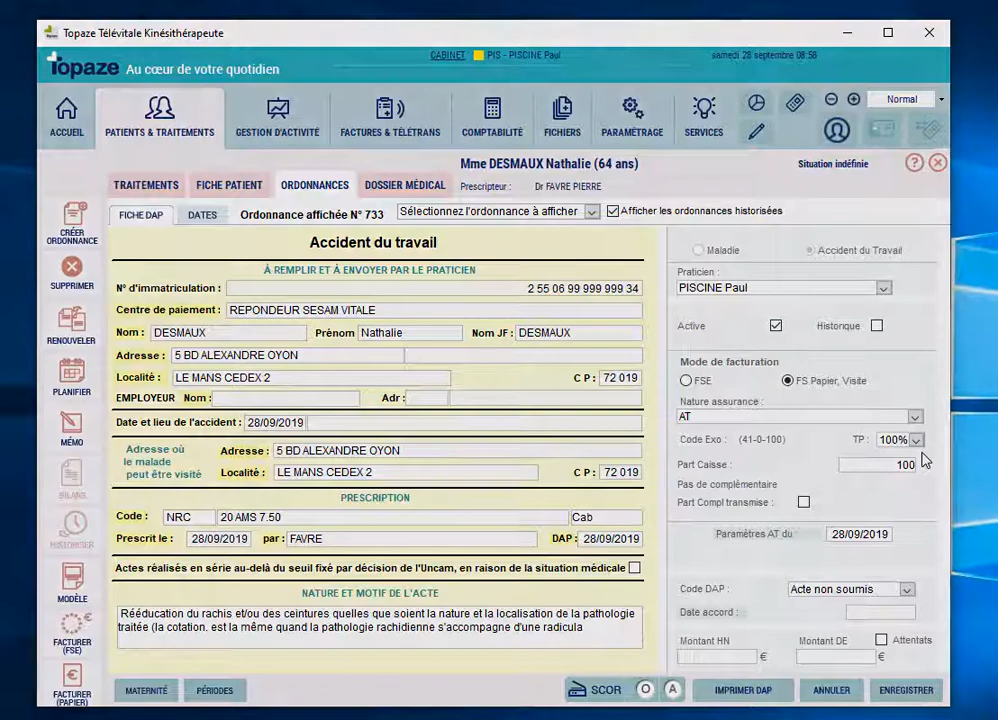 Topaze Télévitale Kinésithérapeute
Topaze Au cœur de votre quotidien
CABINET PIS - PISCINE Paul
samedi 28 septembre 08:58
ACCUEIL
PATIENTS & TRAITEMENTS
GESTION D'ACTIVITÉ
FACTURES & TÉLÉTRANS
COMPTABILITÉ
FICHIERS
PARAMÉTRAGE
SERVICES
Normal
Mme DESMAUX Nathalie (64 ans)
Situation indéfinie
TRAITEMENTS
FICHE PATIENT
ORDONNANCES
DOSSIER MÉDICAL
Prescripteur : Dr FAVRE PIERRE
FICHE DAP
DATES
Ordonnance affichée N° 733
Sélectionnez l'ordonnance à afficher
Afficher les ordonnances historisées
CRÉER
ORDONNANCE
SUPPRIMER
RENOUVELER
PLANIFIER
MÉMO
BILANS
HISTORISER
MODÈLE
FACTURER
(FSE)
FACTURER
(PAPIER)
Accident du travail
À REMPLIR ET À ENVOYER PAR LE PRATICIEN
N° d'immatriculation : 2 55 06 99 999 999 34
Centre de paiement : REPONDEUR SESAM VITALE
Nom : DESMAUX Prénom Nathalie Nom JF : DESMAUX
Adresse : 5 BD ALEXANDRE OYON
Localité : LE MANS CEDEX 2 C P : 72 019
EMPLOYEUR Nom : Adr :
Date et lieu de l'accident : 28/09/2019
Adresse où
le malade
peut être visité
Adresse : 5 BD ALEXANDRE OYON
Localité : LE MANS CEDEX 2 C P : 72 019
PRESCRIPTION
Code : NRC 20 AMS 7.50 Cab
Prescrit le : 28/09/2019 par : FAVRE DAP : 28/09/2019
Actes réalisés en série au-delà du seuil fixé par décision de l'Uncam, en raison de la situation médicale
NATURE ET MOTIF DE L'ACTE
Rééducation du rachis et/ou des ceintures quelles que soient la nature et la localisation de la pathologie
traitée (la cotation. est la même quand la pathologie rachidienne s'accompagne d'une radicula
Maladie
Accident du Travail
Praticien :
PISCINE Paul
Active
Historique
Mode de facturation
FSE
FS Papier, Visite
Nature assurance :
AT
Code Exo : (41-0-100) TP : 100%
Part Caisse : 100
Pas de complémentaire
Part Compl transmise :
Paramètres AT du 28/09/2019
Code DAP : Acte non soumis
Date accord :
Montant HN
Montant DE
Attentats
€
€
MATERNITÉ
PÉRIODES
SCOR
O
A
IMPRIMER DAP
ANNULER
ENREGISTRER